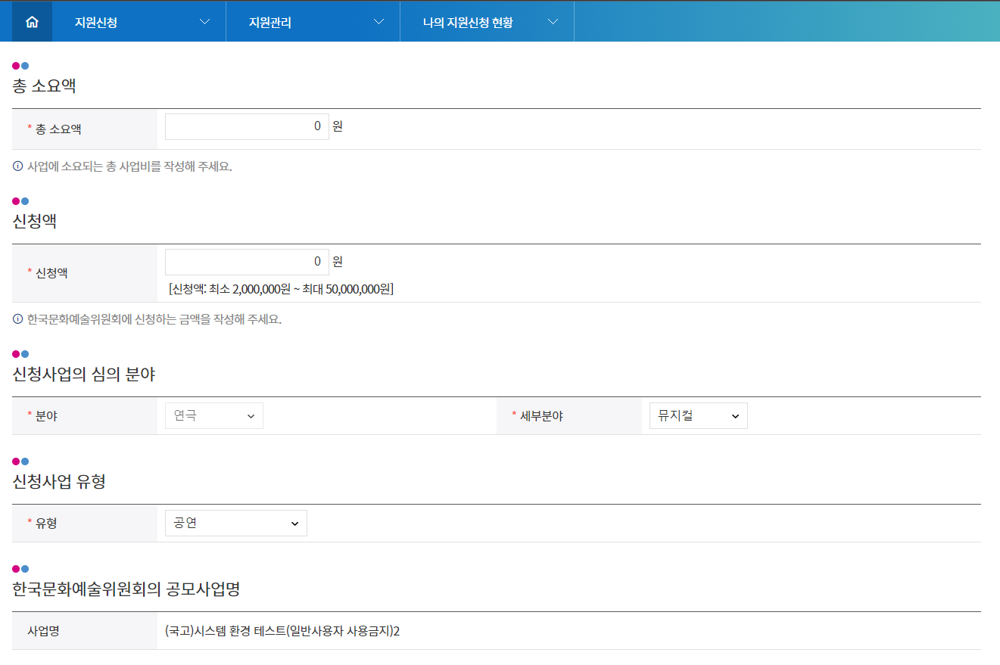 지원신청 지원관리 나의 지원신청 현황
총 소요액
* 총 소요액 0 원
사업에 소요되는 총 사업비를 작성해 주세요.
신청액
* 신청액 0 원
[신청액: 최소 2,000,000원 ~ 최대 50,000,000원]
한국문화예술위원회에 신청하는 금액을 작성해 주세요.
신청사업의 심의 분야
* 분야 연극 * 세부분야 뮤지컬
신청사업 유형
* 유형 공연
한국문화예술위원회의 공모사업명
사업명 (국고)시스템 환경 테스트(일반사용자 사용금지)2